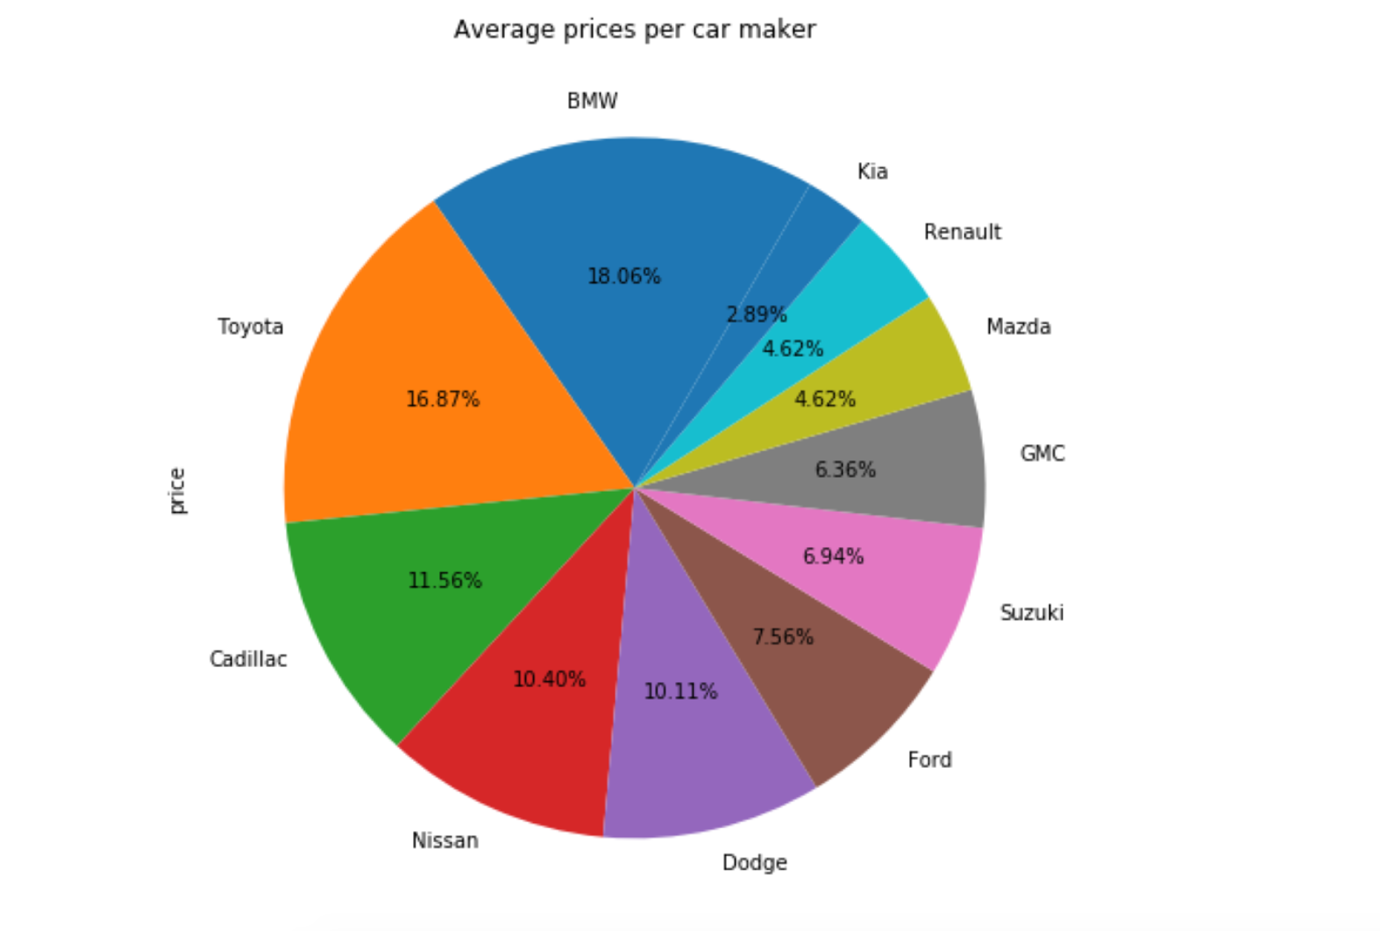 Average prices per car maker
BMW
Kia
Renault
18.06%
2.89%
Toyota
Mazda
4.62%
16.87%
4.62%
GMC
6.36%
price
6.94%
11.56%
Suzuki
7.56%
Cadillac
10.40%
10.11%
Ford
Nissan
Dodge